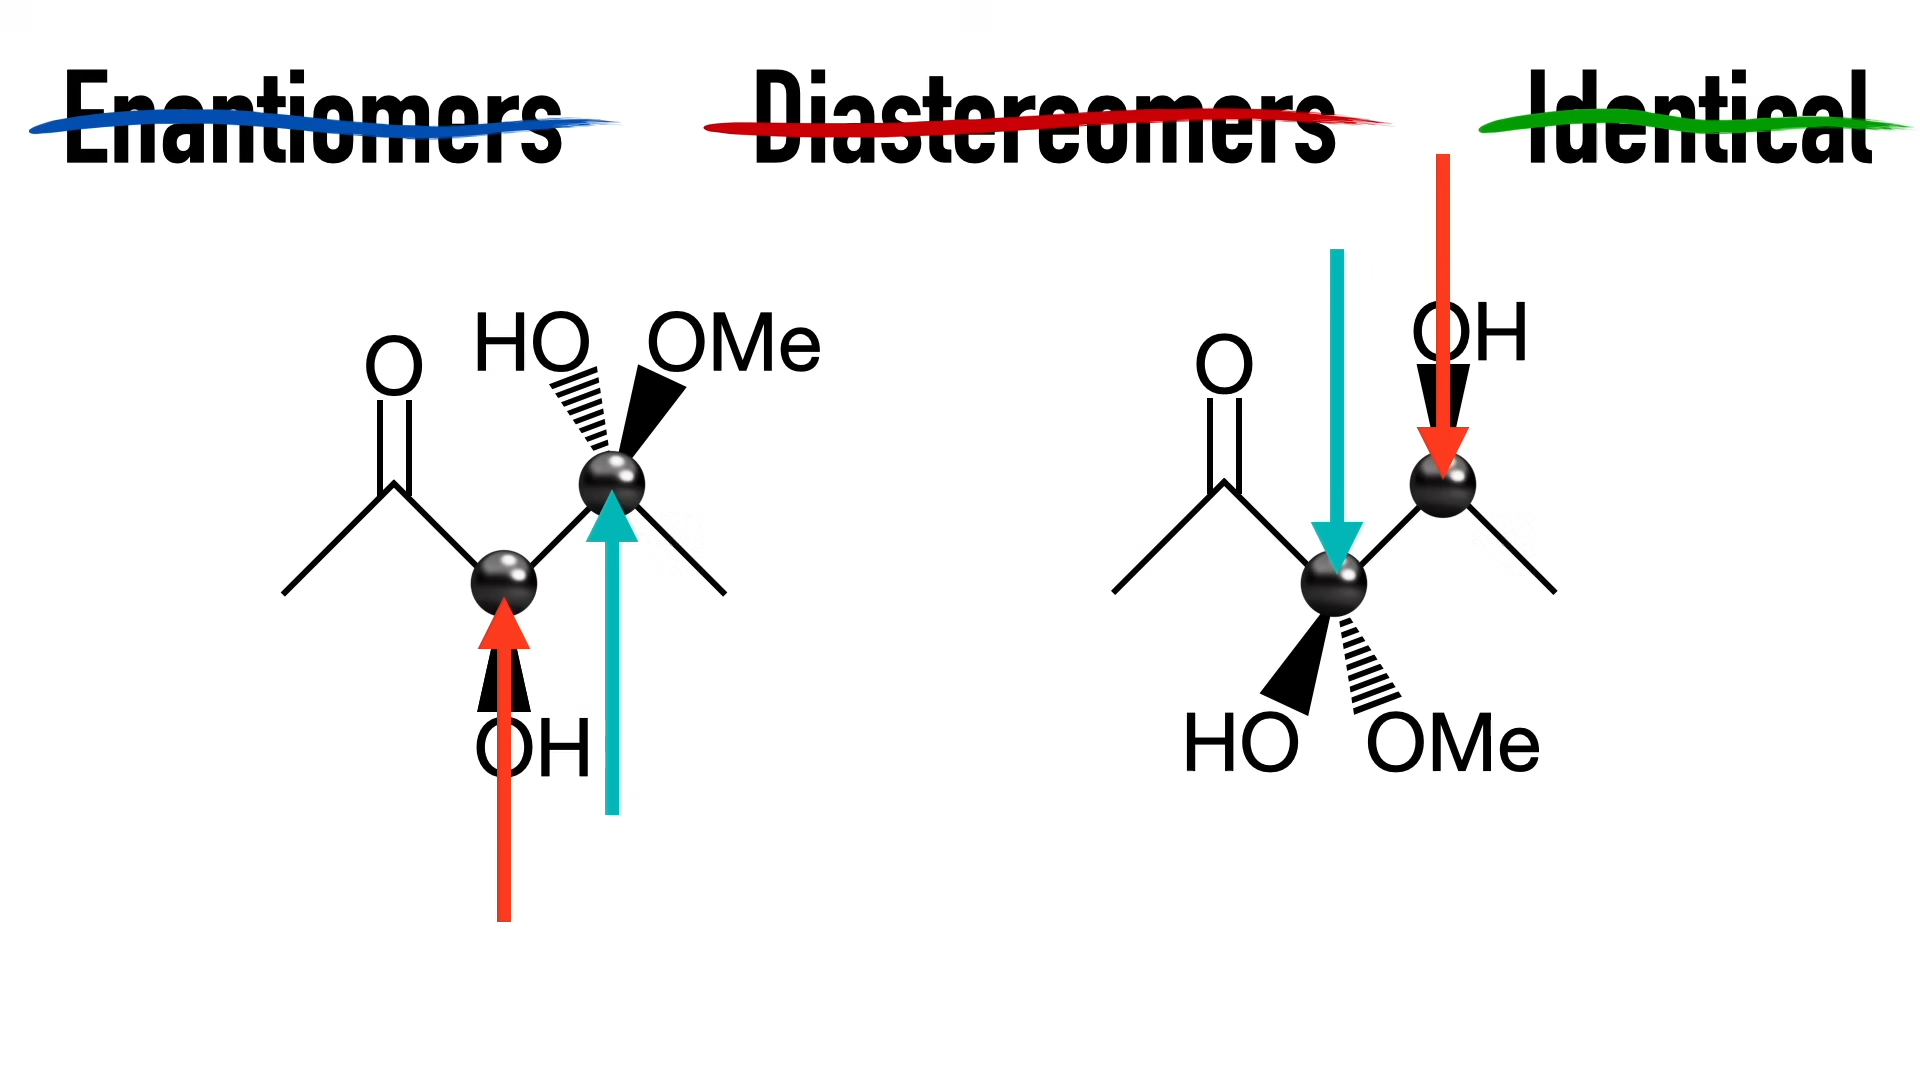 Enantiomers Diastereomers Identical
O HO OMe
OH
O OH
HO OMe